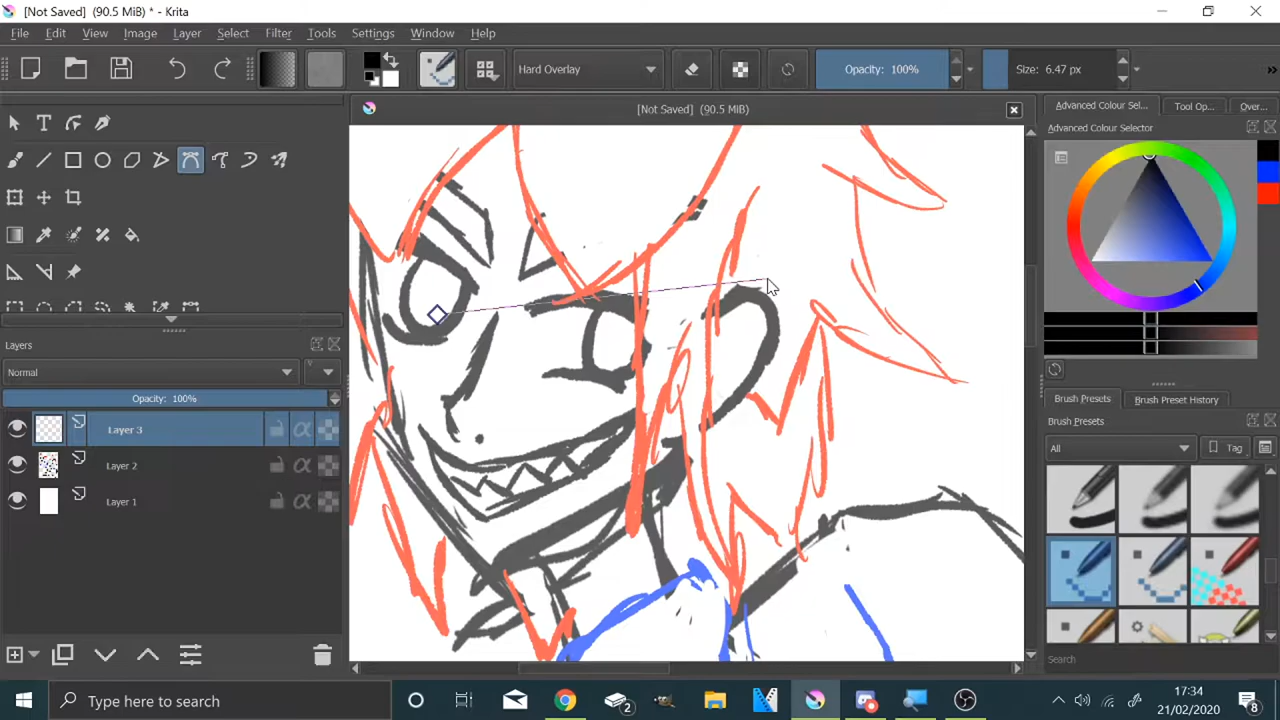 [Not Saved] (90.5 MiB) * - Krita
File Edit View Image Layer Select Filter Tools Settings Window Help
Hard Overlay
Opacity: 100%
Size: 6.47 px
»
[Not Saved] (90.5 MiB)
Advanced Colour Sel...
Tool Op...
Over...
Advanced Colour Selector
Layers
Normal
Opacity: 100%
Layer 3
Layer 2
Layer 1
Brush Presets
Brush Preset History
Brush Presets
All
Tag
Search
Type here to search
2
17:34
21/02/2020
8